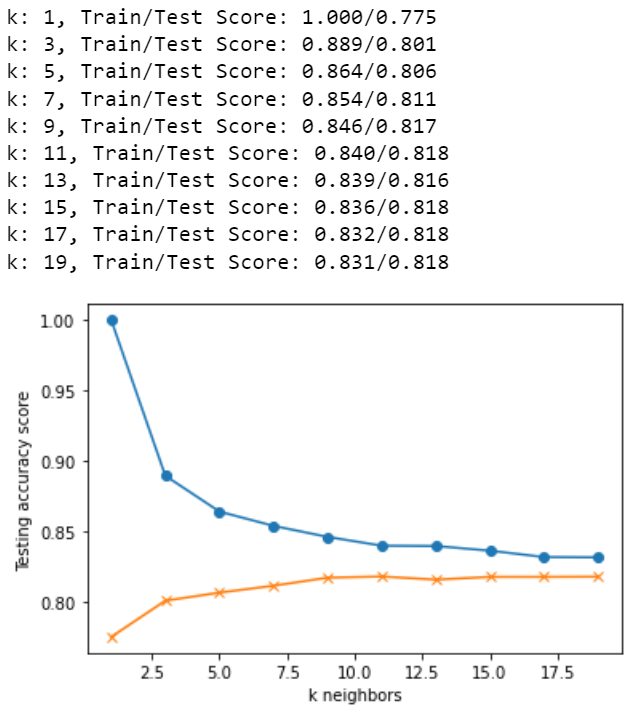 k: 1, Train/Test Score: 1.000/0.775
k: 3, Train/Test Score: 0.889/0.801
k: 5, Train/Test Score: 0.864/0.806
k: 7, Train/Test Score: 0.854/0.811
k: 9, Train/Test Score: 0.846/0.817
k: 11, Train/Test Score: 0.840/0.818
k: 13, Train/Test Score: 0.839/0.816
k: 15, Train/Test Score: 0.836/0.818
k: 17, Train/Test Score: 0.832/0.818
k: 19, Train/Test Score: 0.831/0.818
Testing accuracy score
1.00
0.95
0.90
0.85
0.80
2.5 5.0 7.5 10.0 12.5 15.0 17.5
k neighbors